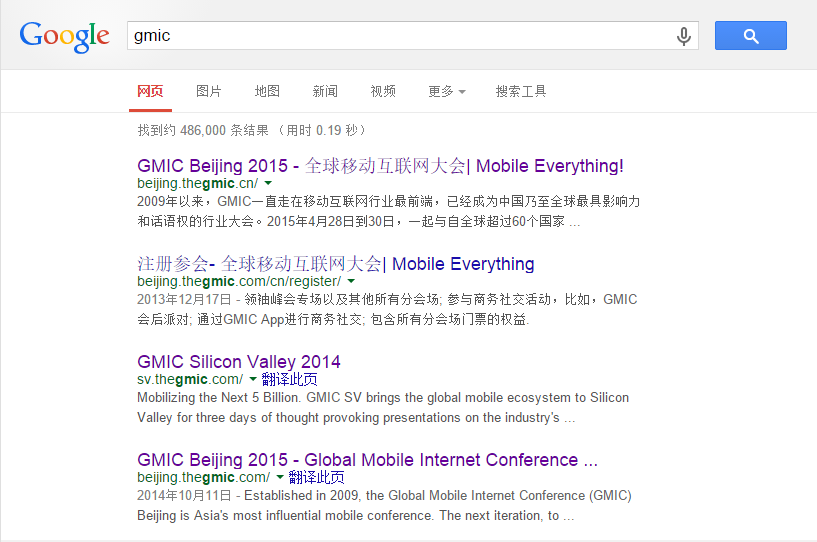 Google
gmic
网页 图片 地图 新闻 视频 更多 搜索工具
找到约 486,000 条结果 （用时 0.19 秒）
GMIC Beijing 2015 - 全球移动互联网大会| Mobile Everything!
beijing.thegmic.cn/
2009年以来，GMIC一直走在移动互联网行业最前端，已经成为中国乃至全球最具影响力
和话语权的行业大会。2015年4月28日到30日，一起与自全球超过60个国家 ...
注册参会- 全球移动互联网大会| Mobile Everything
beijing.thegmic.com/cn/register/
2013年12月17日 - 领袖峰会专场以及其他所有分会场; 参与商务社交活动，比如，GMIC
会后派对; 通过GMIC App进行商务社交; 包含所有分会场门票的权益.
GMIC Silicon Valley 2014
sv.thegmic.com/ 翻译此页
Mobilizing the Next 5 Billion. GMIC SV brings the global mobile ecosystem to Silicon
Valley for three days of thought provoking presentations on the industry's ...
GMIC Beijing 2015 - Global Mobile Internet Conference ...
beijing.thegmic.com/ 翻译此页
2014年10月11日 - Established in 2009, the Global Mobile Internet Conference (GMIC)
Beijing is Asia's most influential mobile conference. The next iteration, to ...